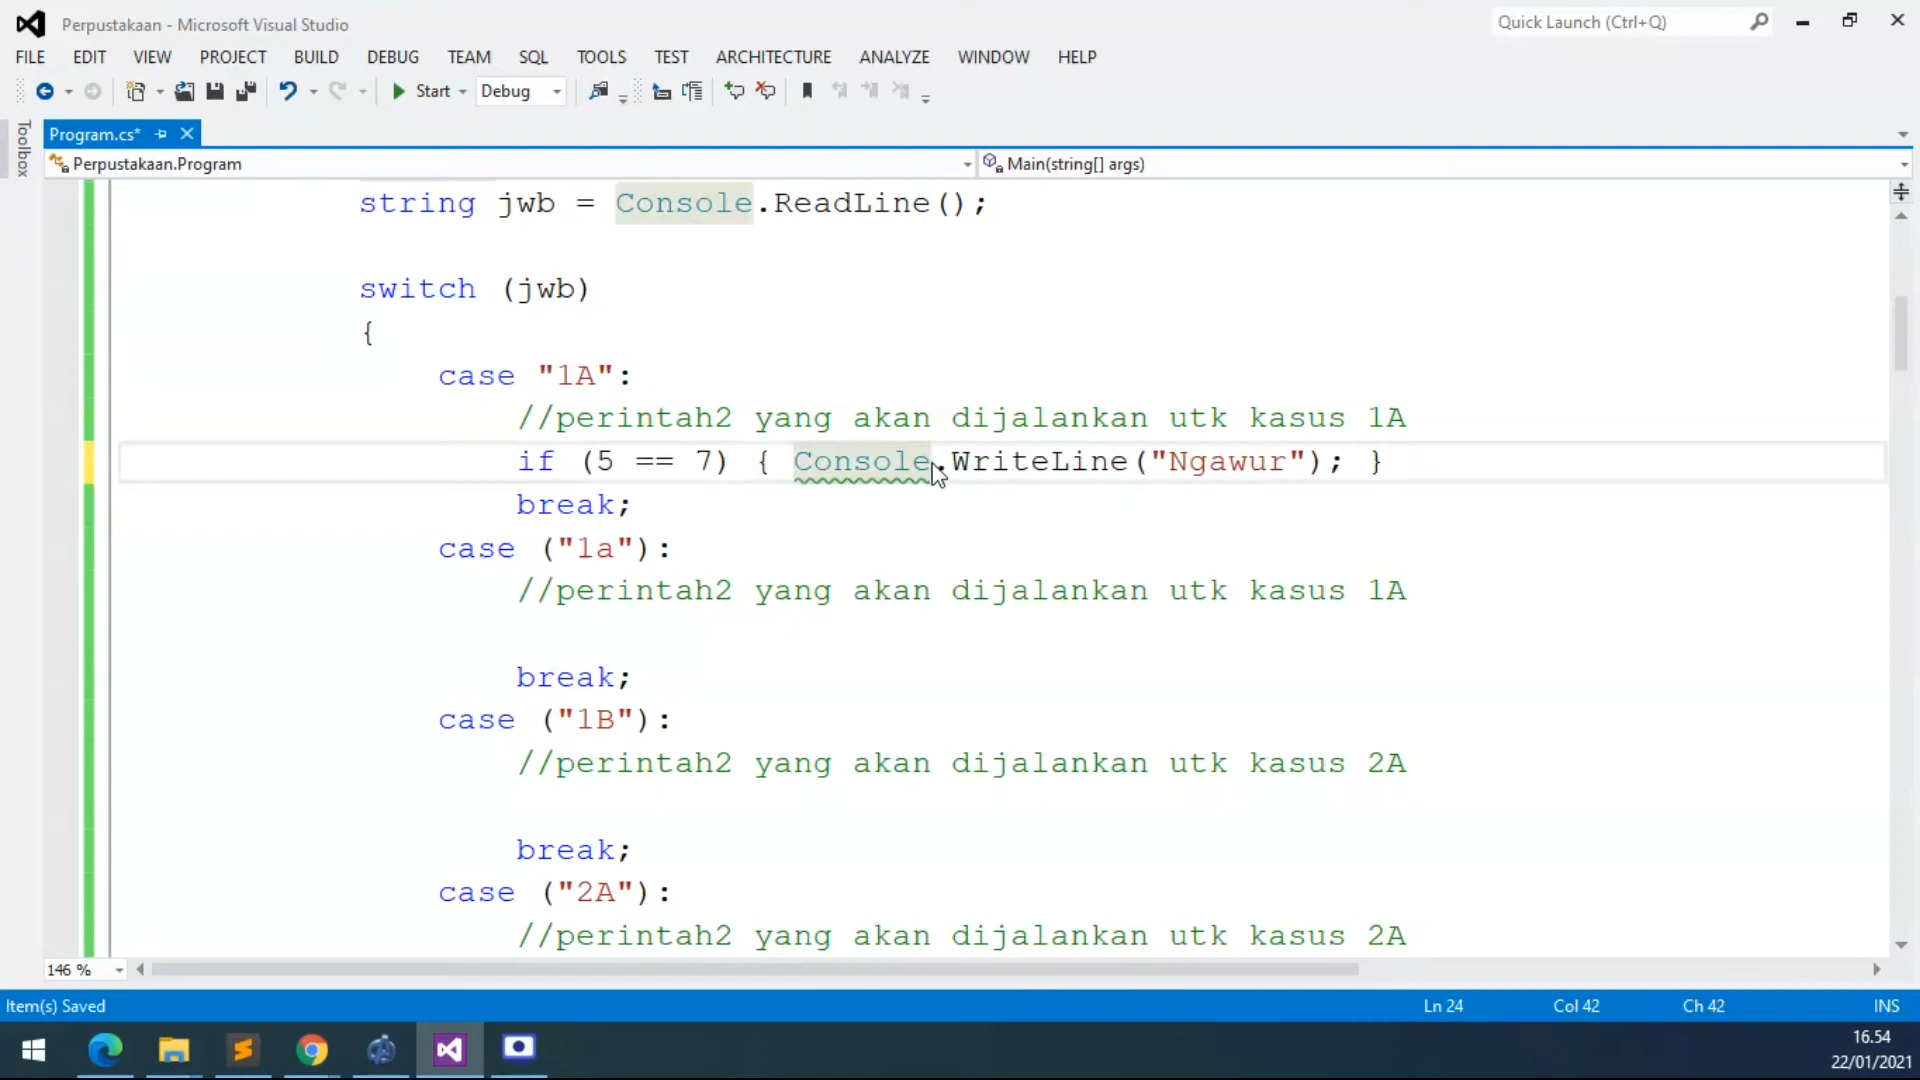 Perpustakaan - Microsoft Visual Studio
Quick Launch (Ctrl+Q)
FILE EDIT VIEW PROJECT BUILD DEBUG TEAM SQL TOOLS TEST ARCHITECTURE ANALYZE WINDOW HELP
Start Debug
Toolbox
Program.cs*
Perpustakaan.Program
Main(string[] args)
string jwb = Console.ReadLine();
switch (jwb)
{
case "1A":
//perintah2 yang akan dijalankan utk kasus 1A
if (5 == 7) { Console.WriteLine("Ngawur"); }
break;
case ("1a"):
//perintah2 yang akan dijalankan utk kasus 1A
break;
case ("1B"):
//perintah2 yang akan dijalankan utk kasus 2A
break;
case ("2A"):
//perintah2 yang akan dijalankan utk kasus 2A
146 %
Item(s) Saved Ln 24 Col 42 Ch 42 INS
16.54
22/01/2021